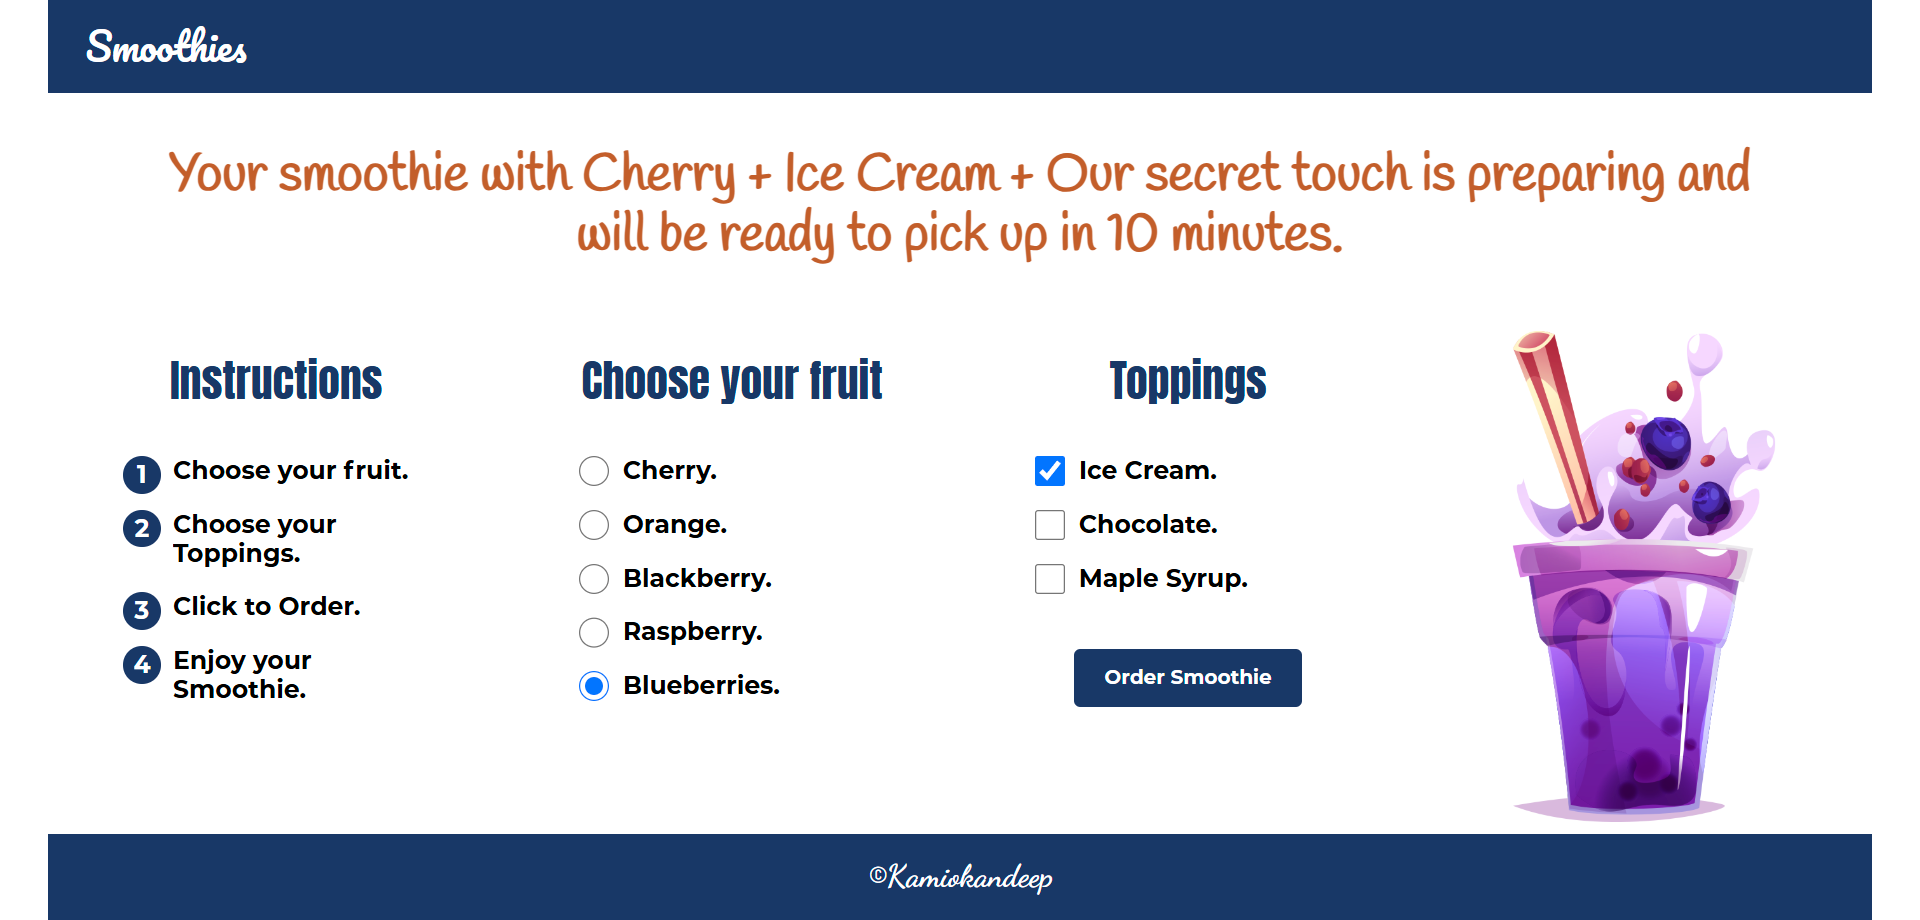 Smoothies
Your smoothie with Cherry + Ice Cream + Our secret touch is preparing and
will be ready to pick up in 10 minutes.
Instructions
1 Choose your fruit.
2 Choose your
Toppings.
3 Click to Order.
4 Enjoy your
Smoothie.
Choose your fruit
Cherry.
Orange.
Blackberry.
Raspberry.
Blueberries.
Toppings
Ice Cream.
Chocolate.
Maple Syrup.
Order Smoothie
©Kamiokandeep